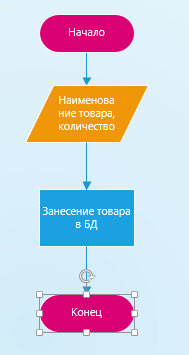 Начало
Наименова
ние товара,
количество
Занесение товара
в БД
Конец